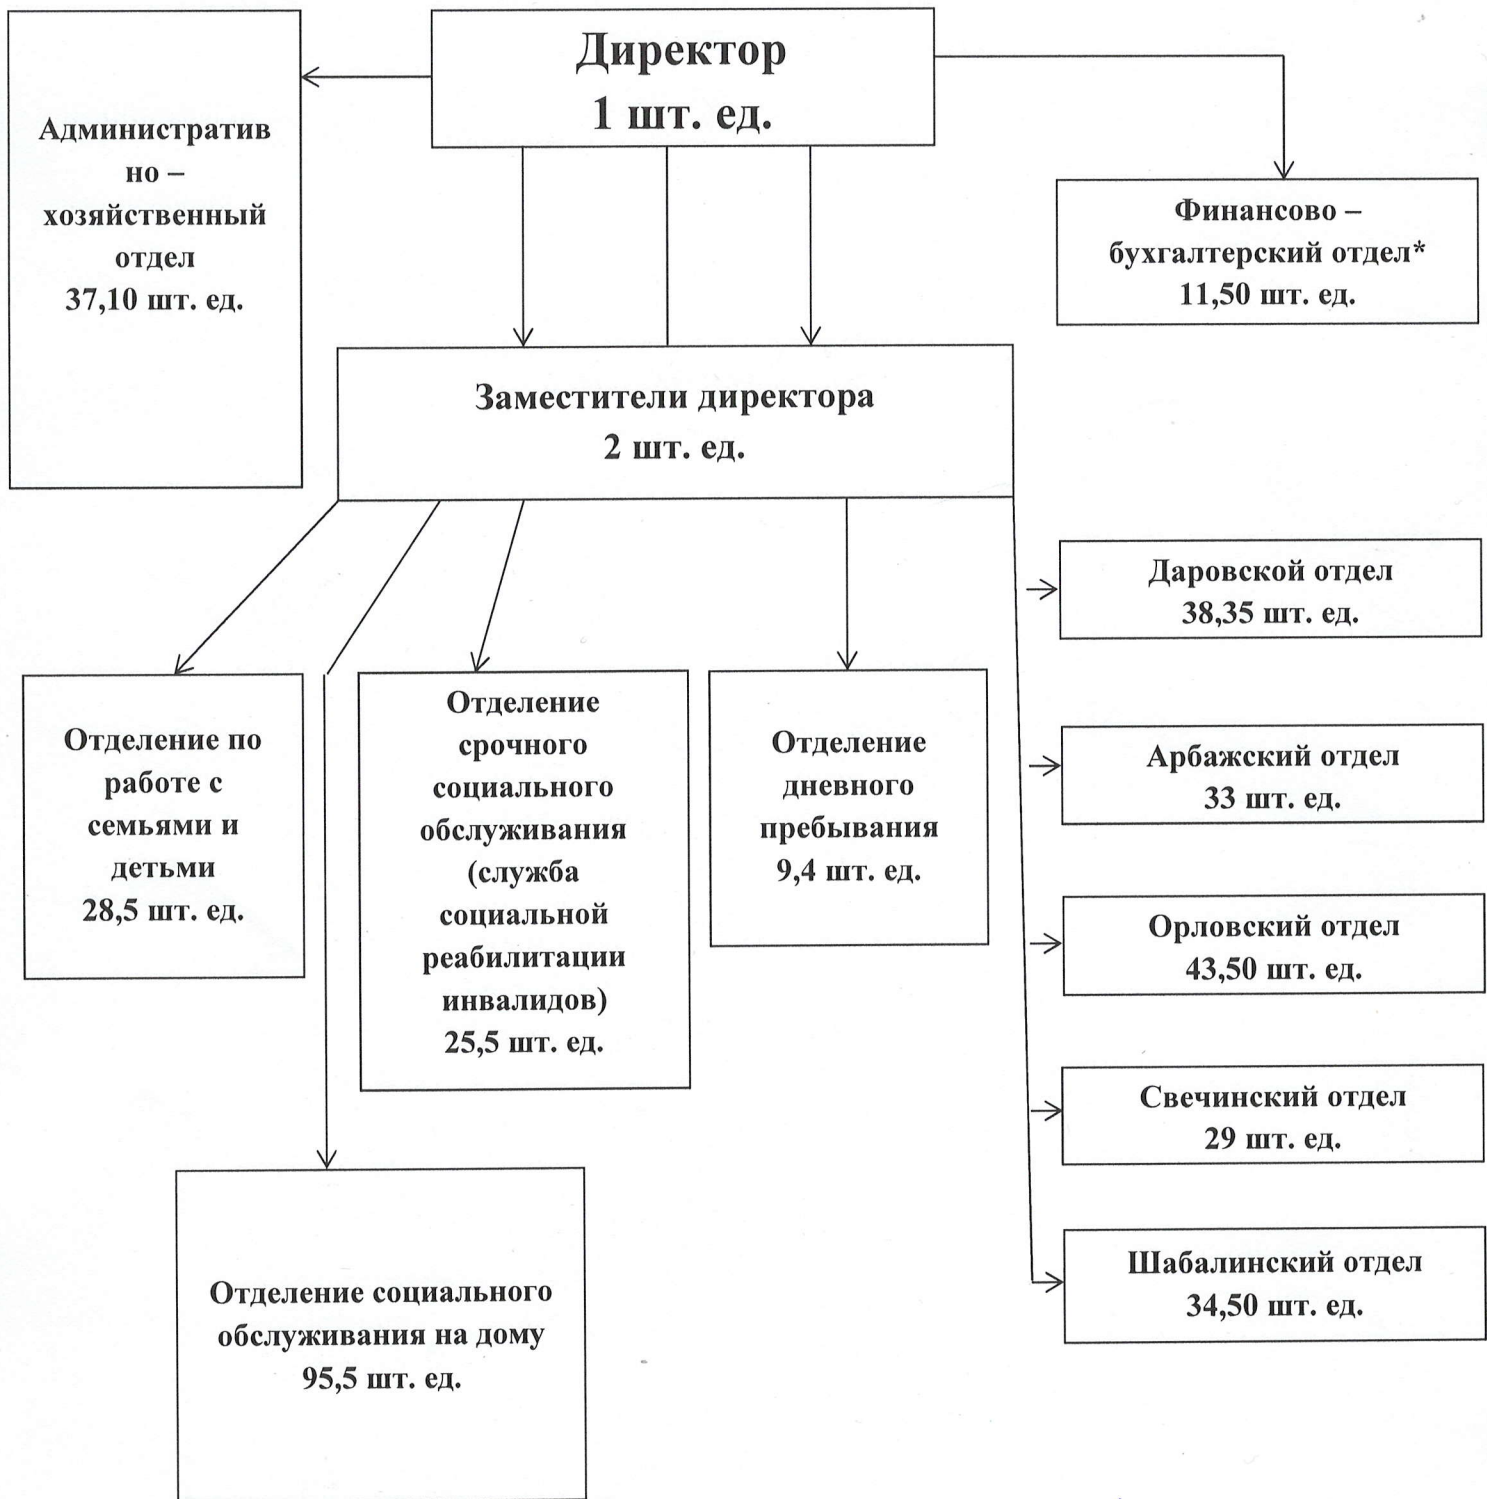 Директор
1 шт. ед.
Административ
но –
хозяйственный
отдел
37,10 шт. ед.
Финансово –
бухгалтерский отдел*
11,50 шт. ед.
Заместители директора
2 шт. ед.
Даровской отдел
38,35 шт. ед.
Отделение по
работе с
семьями и
детьми
28,5 шт. ед.
Отделение
срочного
социального
обслуживания
(служба
социальной
реабилитации
инвалидов)
25,5 шт. ед.
Отделение
дневного
пребывания
9,4 шт. ед.
Арбажский отдел
33 шт. ед.
Орловский отдел
43,50 шт. ед.
Свечинский отдел
29 шт. ед.
Шабалинский отдел
34,50 шт. ед.
Отделение социального
обслуживания на дому
95,5 шт. ед.